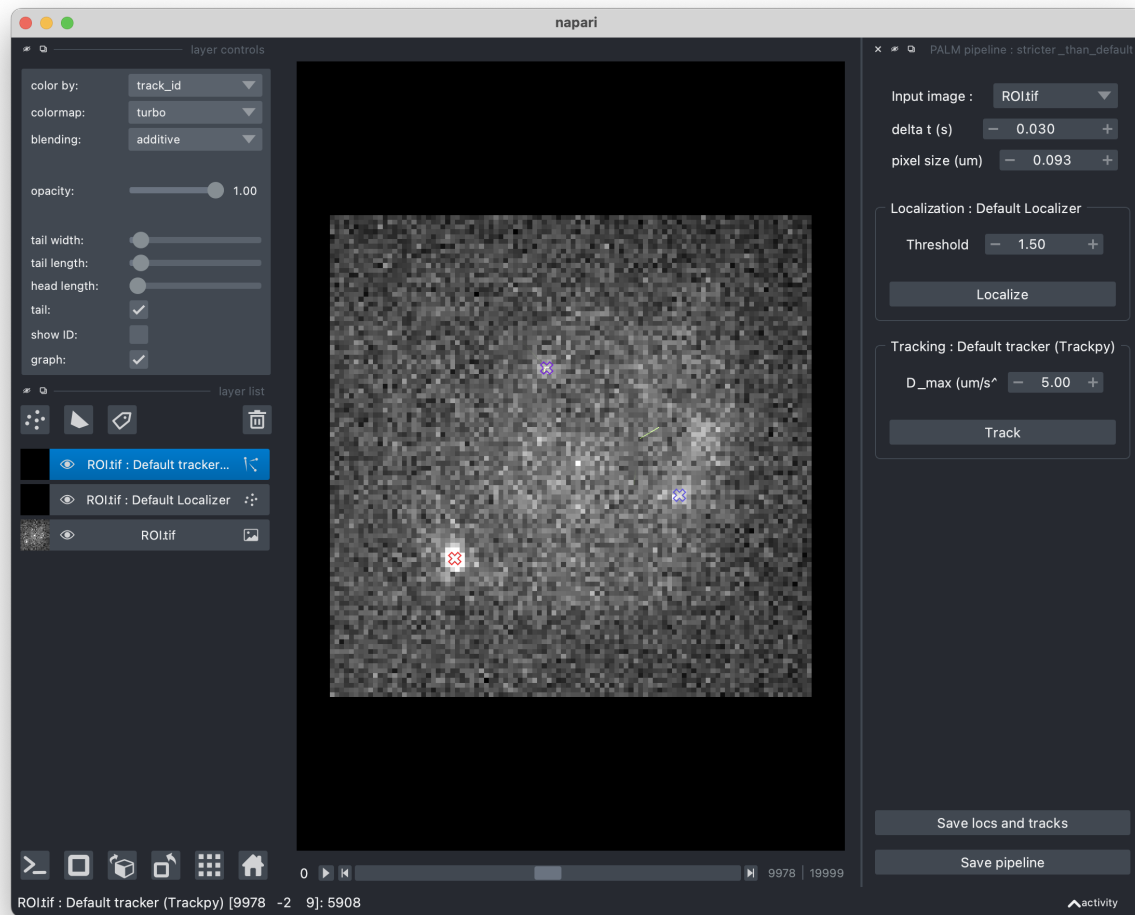 napari
layer controls
color by: track_id
colormap: turbo
blending: additive
opacity: 1.00
tail width:
tail length:
head length:
tail:
show ID:
graph:
layer list
ROI.tif : Default tracker...
ROI.tif : Default Localizer
ROI.tif
PALM pipeline : stricter_than_default
Input image : ROI.tif
delta t (s) − 0.030 +
pixel size (um) − 0.093 +
Localization : Default Localizer
Threshold − 1.50 +
Localize
Tracking : Default tracker (Trackpy)
D_max (um/s^ − 5.00 +
Track
Save locs and tracks
Save pipeline
0 9978 | 19999
ROI.tif : Default tracker (Trackpy) [9978 -2 9]: 5908
activity